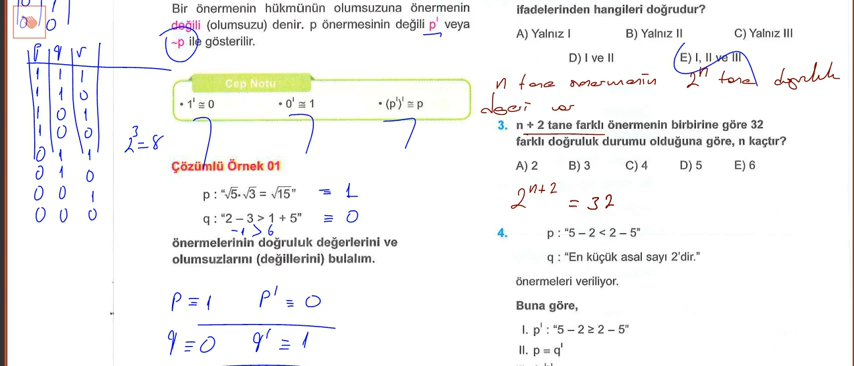 p q r
1 1 1
1 1 0
1 0 1
1 0 0
0 1 1
0 1 0
0 0 1
0 0 0
2³=8
Bir önermenin hükmünün olumsuzuna önermenin
değili (olumsuzu) denir. p önermesinin değili pᴵ veya
~p ile gösterilir.
Cep Notu
• 1ᴵ ≅ 0 • 0ᴵ ≅ 1 • (pᴵ)ᴵ ≅ p
Çözümlü Örnek 01
p : “√5·√3 = √15” ≡ 1
q : “2 – 3 > 1 + 5” ≡ 0
-1 > 6
önermelerinin doğruluk değerlerini ve
olumsuzlarını (değillerini) bulalım.
p ≡ 1 p' ≡ 0
q ≡ 0 q' ≡ 1
ifadelerinden hangileri doğrudur?
A) Yalnız I B) Yalnız II C) Yalnız III
D) I ve II E) I, II ve III
n tane önermenin 2ⁿ tane doğruluk
değeri var
3. n + 2 tane farklı önermenin birbirine göre 32
farklı doğruluk durumu olduğuna göre, n kaçtır?
A) 2 B) 3 C) 4 D) 5 E) 6
2ⁿ⁺² = 32
4. p : “5 – 2 < 2 – 5”
q : “En küçük asal sayı 2’dir.”
önermeleri veriliyor.
Buna göre,
I. pᴵ : “5 – 2 ≥ 2 – 5”
II. p ≡ qᴵ